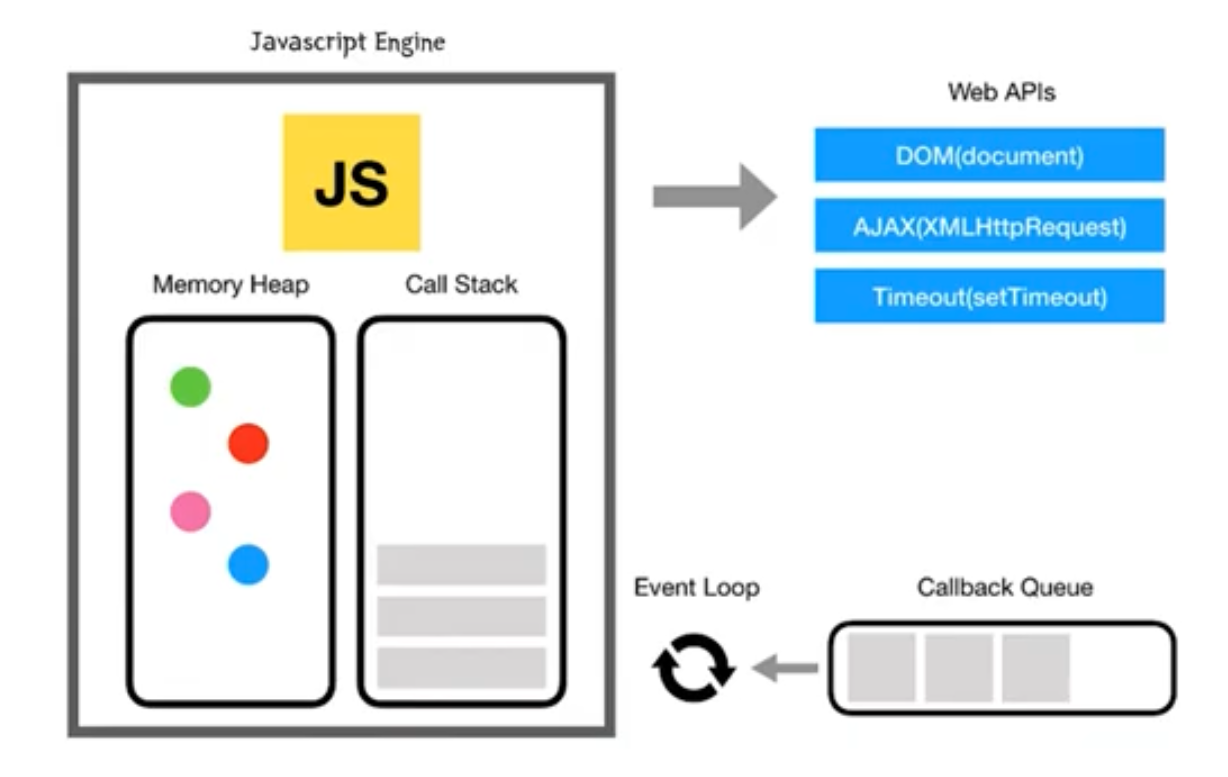 Javascript Engine
JS
Memory Heap
Call Stack
Web APIs
DOM(document)
AJAX(XMLHttpRequest)
Timeout(setTimeout)
Event Loop
Callback Queue